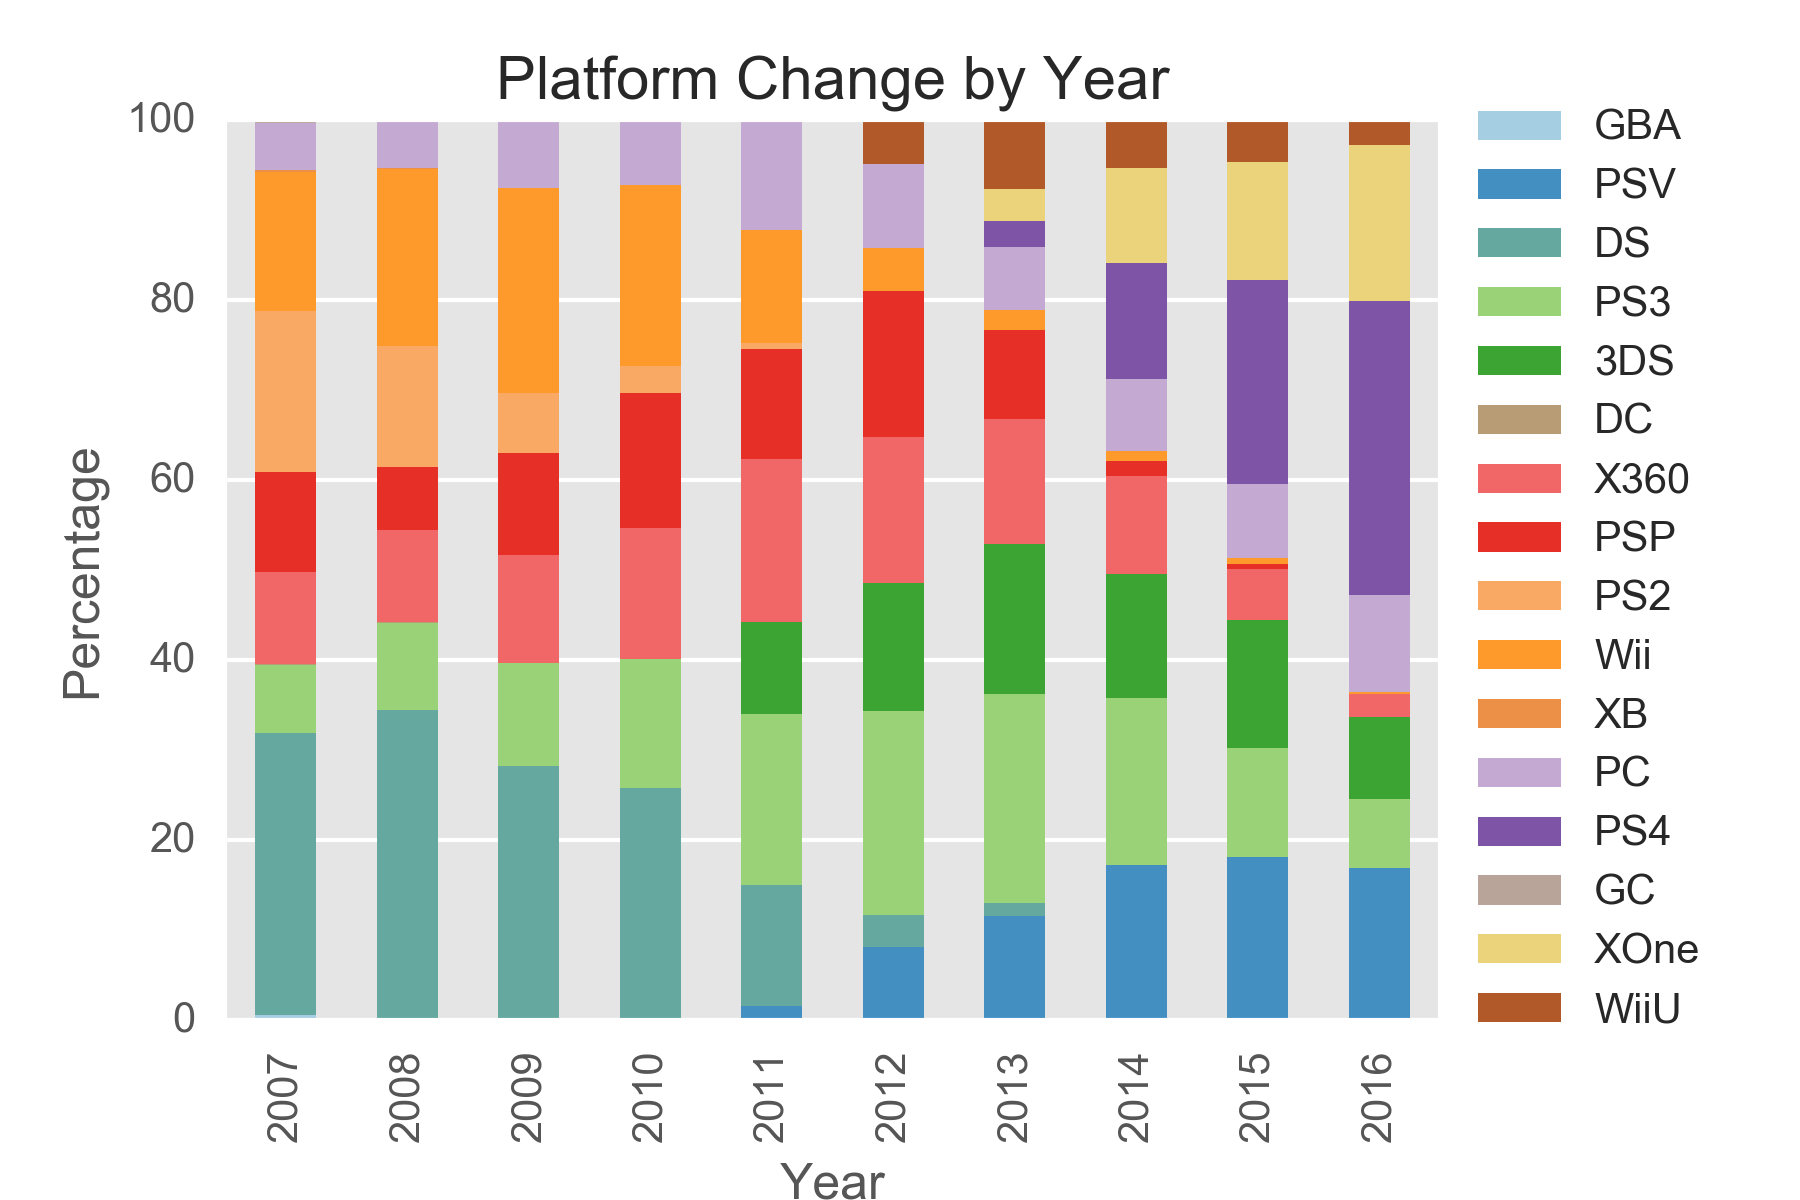 Platform Change by Year
Percentage
100
80
60
40
20
0
2007
2008
2009
2010
2011
2012
2013
2014
2015
2016
Year
GBA
PSV
DS
PS3
3DS
DC
X360
PSP
PS2
Wii
XB
PC
PS4
GC
XOne
WiiU